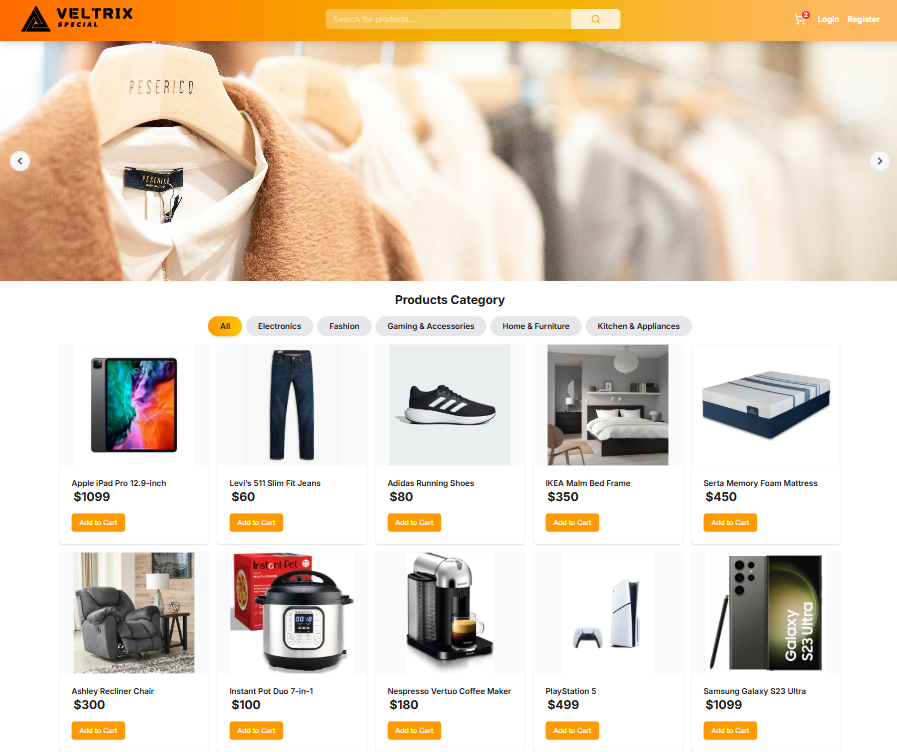 VELTRIX
SPECIAL
Search for products...
2
Login
Register
PESERICO
PESERICO
Products Category
All
Electronics
Fashion
Gaming & Accessories
Home & Furniture
Kitchen & Appliances
Apple iPad Pro 12.9-inch
$1099
Add to Cart
Levi's 511 Slim Fit Jeans
$60
Add to Cart
Adidas Running Shoes
$80
Add to Cart
IKEA Malm Bed Frame
$350
Add to Cart
Serta Memory Foam Mattress
$450
Add to Cart
Ashley Recliner Chair
$300
Add to Cart
Instant Pot
Instant Pot Duo 7-in-1
$100
Add to Cart
Nespresso Vertuo Coffee Maker
$180
Add to Cart
PlayStation 5
$499
Add to Cart
Galaxy
S23 Ultra
Samsung Galaxy S23 Ultra
$1099
Add to Cart